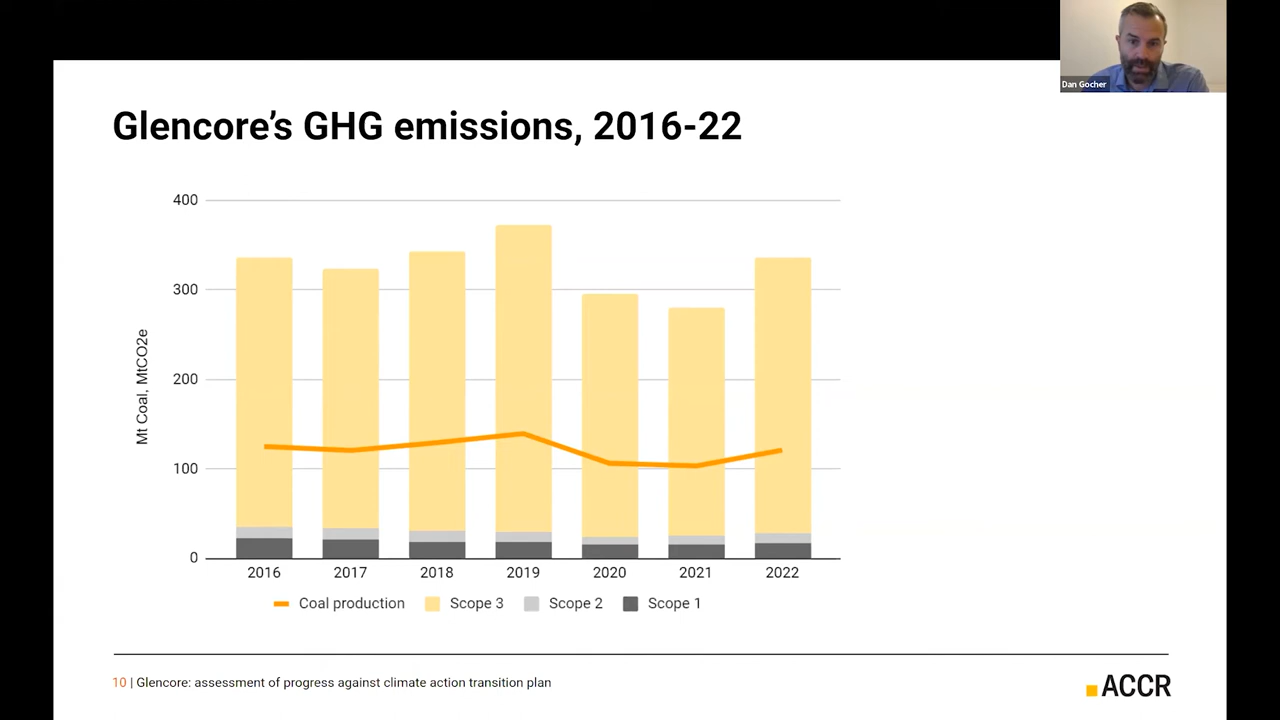 Dan Gocher
Glencore's GHG emissions, 2016-22
400
300
200
100
0
Mt Coal, MtCO2e
2016 2017 2018 2019 2020 2021 2022
Coal production Scope 3 Scope 2 Scope 1
10 | Glencore: assessment of progress against climate action transition plan
ACCR